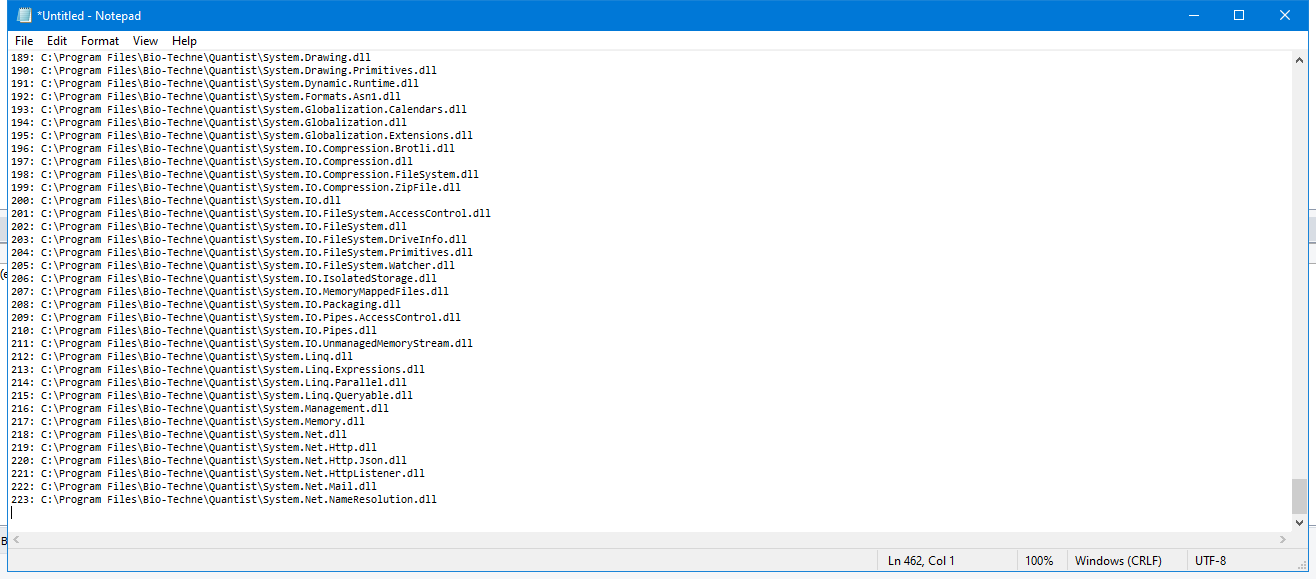 *Untitled - Notepad
File Edit Format View Help
189: C:\Program Files\Bio-Techne\Quantist\System.Drawing.dll
190: C:\Program Files\Bio-Techne\Quantist\System.Drawing.Primitives.dll
191: C:\Program Files\Bio-Techne\Quantist\System.Dynamic.Runtime.dll
192: C:\Program Files\Bio-Techne\Quantist\System.Formats.Asn1.dll
193: C:\Program Files\Bio-Techne\Quantist\System.Globalization.Calendars.dll
194: C:\Program Files\Bio-Techne\Quantist\System.Globalization.dll
195: C:\Program Files\Bio-Techne\Quantist\System.Globalization.Extensions.dll
196: C:\Program Files\Bio-Techne\Quantist\System.IO.Compression.Brotli.dll
197: C:\Program Files\Bio-Techne\Quantist\System.IO.Compression.dll
198: C:\Program Files\Bio-Techne\Quantist\System.IO.Compression.FileSystem.dll
199: C:\Program Files\Bio-Techne\Quantist\System.IO.Compression.ZipFile.dll
200: C:\Program Files\Bio-Techne\Quantist\System.IO.dll
201: C:\Program Files\Bio-Techne\Quantist\System.IO.FileSystem.AccessControl.dll
202: C:\Program Files\Bio-Techne\Quantist\System.IO.FileSystem.dll
203: C:\Program Files\Bio-Techne\Quantist\System.IO.FileSystem.DriveInfo.dll
204: C:\Program Files\Bio-Techne\Quantist\System.IO.FileSystem.Primitives.dll
205: C:\Program Files\Bio-Techne\Quantist\System.IO.FileSystem.Watcher.dll
206: C:\Program Files\Bio-Techne\Quantist\System.IO.IsolatedStorage.dll
207: C:\Program Files\Bio-Techne\Quantist\System.IO.MemoryMappedFiles.dll
208: C:\Program Files\Bio-Techne\Quantist\System.IO.Packaging.dll
209: C:\Program Files\Bio-Techne\Quantist\System.IO.Pipes.AccessControl.dll
210: C:\Program Files\Bio-Techne\Quantist\System.IO.Pipes.dll
211: C:\Program Files\Bio-Techne\Quantist\System.IO.UnmanagedMemoryStream.dll
212: C:\Program Files\Bio-Techne\Quantist\System.Linq.dll
213: C:\Program Files\Bio-Techne\Quantist\System.Linq.Expressions.dll
214: C:\Program Files\Bio-Techne\Quantist\System.Linq.Parallel.dll
215: C:\Program Files\Bio-Techne\Quantist\System.Linq.Queryable.dll
216: C:\Program Files\Bio-Techne\Quantist\System.Management.dll
217: C:\Program Files\Bio-Techne\Quantist\System.Memory.dll
218: C:\Program Files\Bio-Techne\Quantist\System.Net.dll
219: C:\Program Files\Bio-Techne\Quantist\System.Net.Http.dll
220: C:\Program Files\Bio-Techne\Quantist\System.Net.Http.Json.dll
221: C:\Program Files\Bio-Techne\Quantist\System.Net.HttpListener.dll
222: C:\Program Files\Bio-Techne\Quantist\System.Net.Mail.dll
223: C:\Program Files\Bio-Techne\Quantist\System.Net.NameResolution.dll
Ln 462, Col 1 100% Windows (CRLF) UTF-8